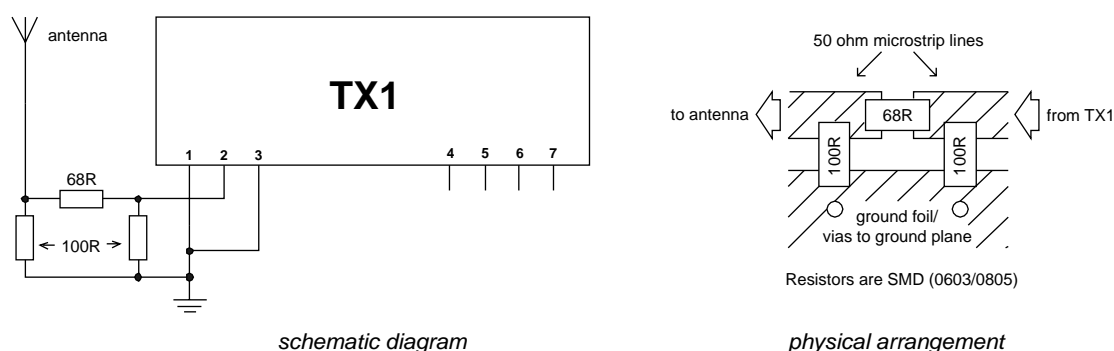 antenna
TX1
1 2 3 4 5 6 7
68R
100R
schematic diagram
50 ohm microstrip lines
to antenna
68R
from TX1
100R
100R
ground foil/
vias to ground plane
Resistors are SMD (0603/0805)
physical arrangement